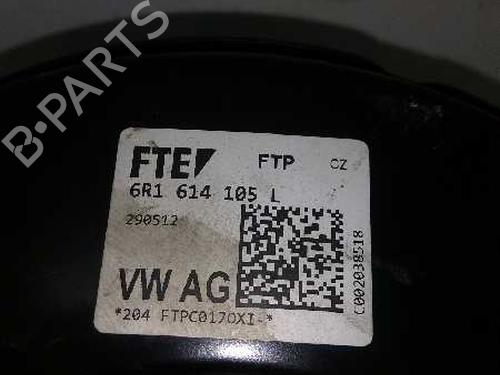 B-PARTS
FTE FTP CZ
6R1 614 105 L
290512
VW AG
*204 FTPC0170XI-*
C002038518